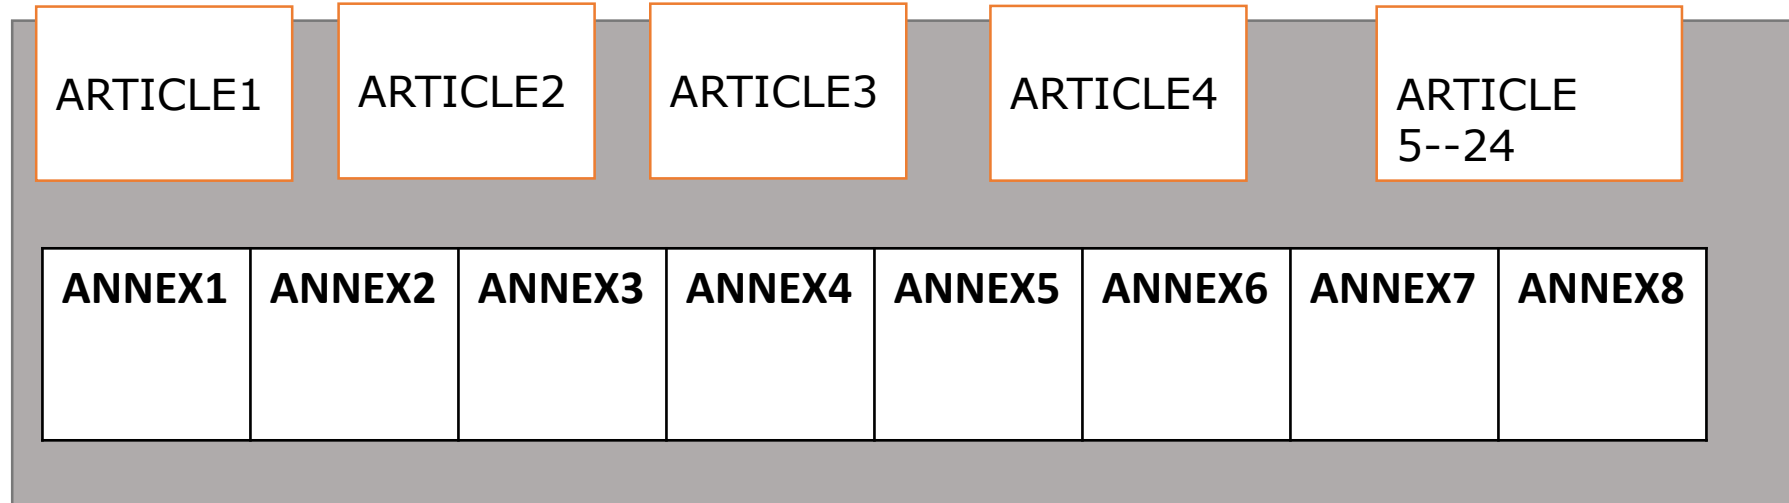 ARTICLE1
ARTICLE2
ARTICLE3
ARTICLE4
ARTICLE
5--24
ANNEX1
ANNEX2
ANNEX3
ANNEX4
ANNEX5
ANNEX6
ANNEX7
ANNEX8